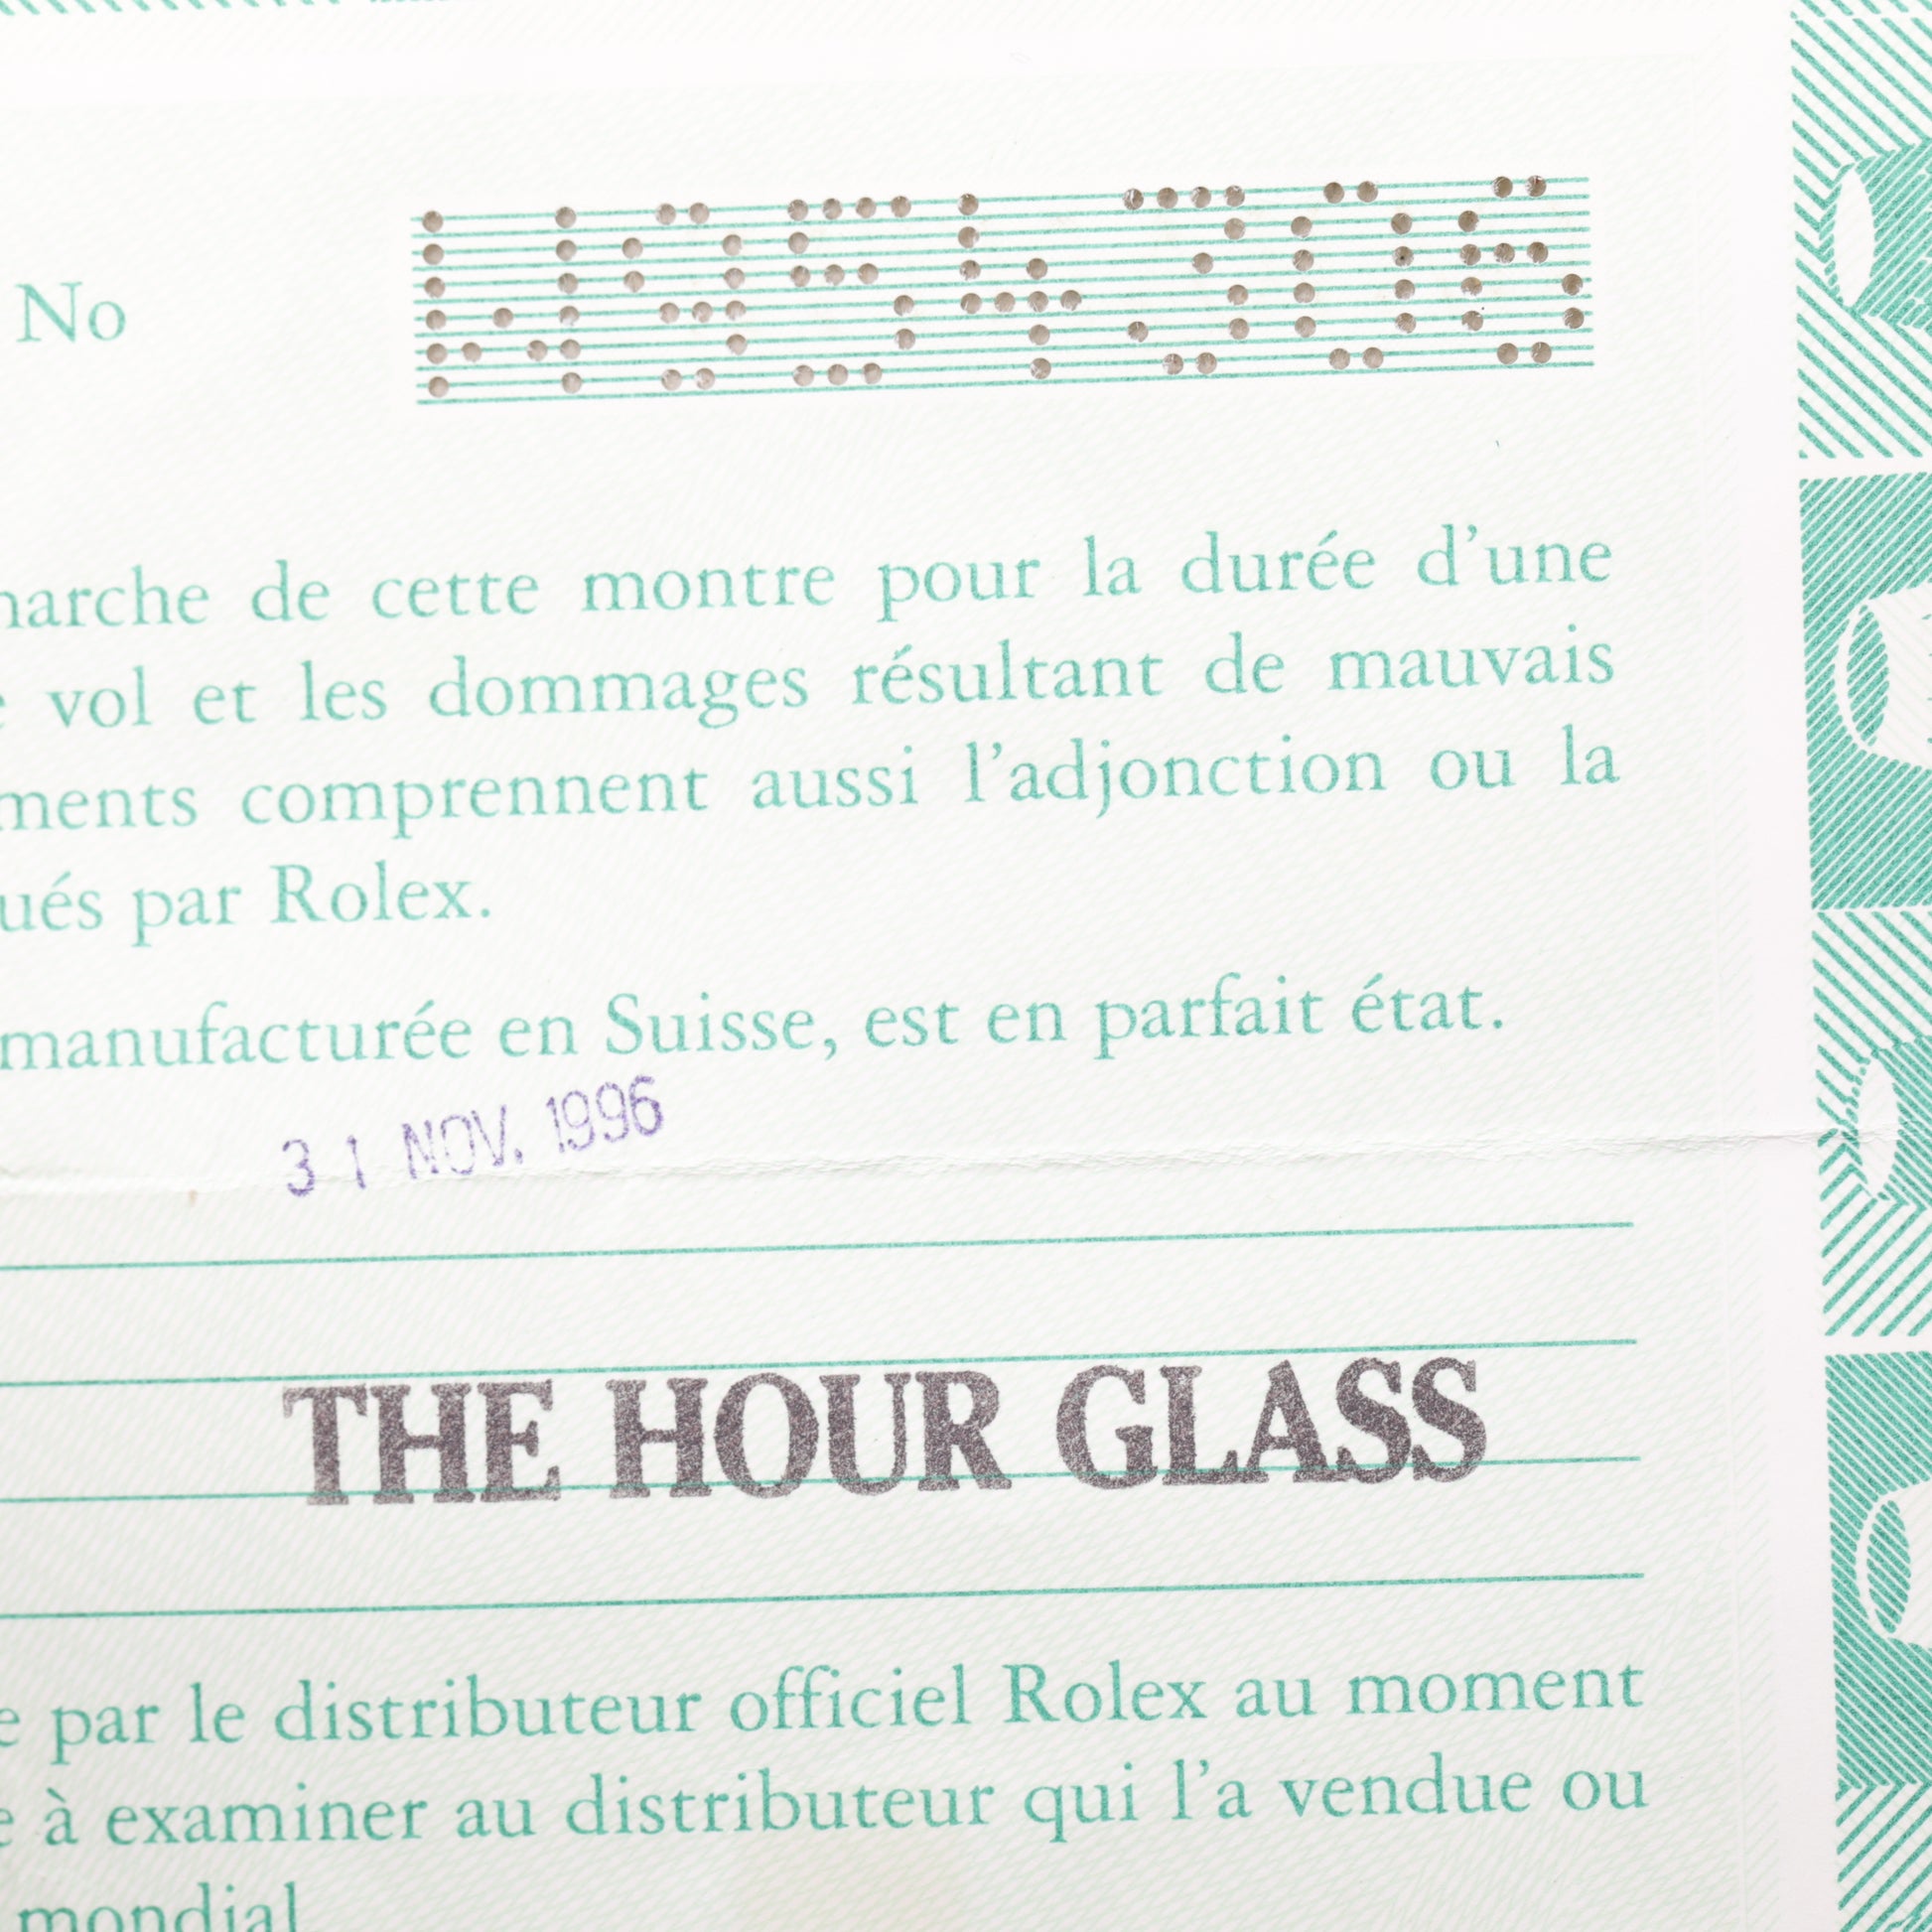 No W954306
marche de cette montre pour la durée d'une
vol et les dommages résultant de mauvais
ments comprennent aussi l'adjonction ou la
ués par Rolex.
manufacturée en Suisse, est en parfait état.
31 NOV. 1996
THE HOUR GLASS
e par le distributeur officiel Rolex au moment
e à examiner au distributeur qui l'a vendue ou
mondial